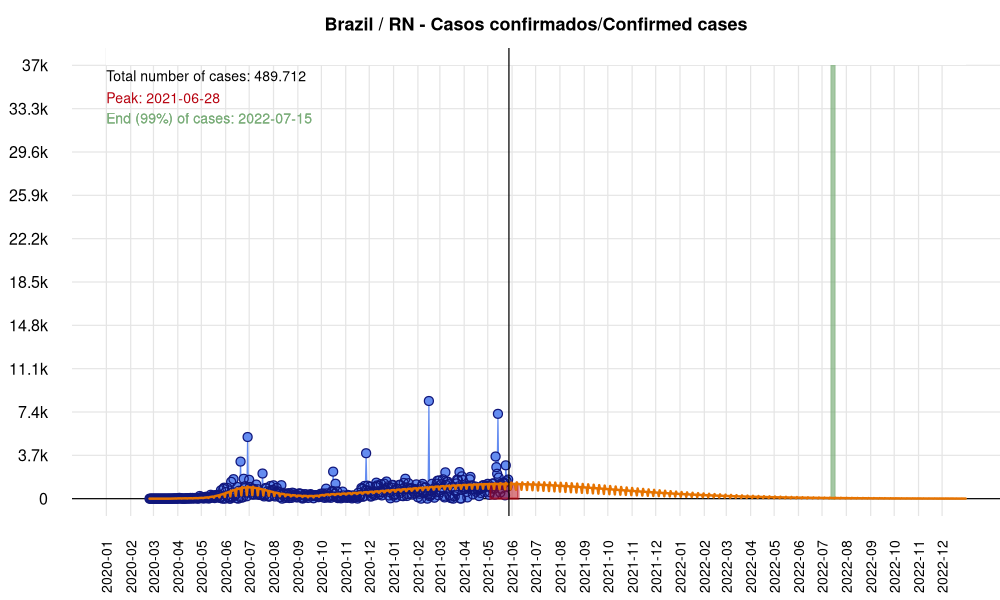 Brazil / RN - Casos confirmados/Confirmed cases
Total number of cases: 489.712
Peak: 2021-06-28
End (99%) of cases: 2022-07-15
37k
33.3k
29.6k
25.9k
22.2k
18.5k
14.8k
11.1k
7.4k
3.7k
0
2020-01
2020-02
2020-03
2020-04
2020-05
2020-06
2020-07
2020-08
2020-09
2020-10
2020-11
2020-12
2021-01
2021-02
2021-03
2021-04
2021-05
2021-06
2021-07
2021-08
2021-09
2021-10
2021-11
2021-12
2022-01
2022-02
2022-03
2022-04
2022-05
2022-06
2022-07
2022-08
2022-09
2022-10
2022-11
2022-12